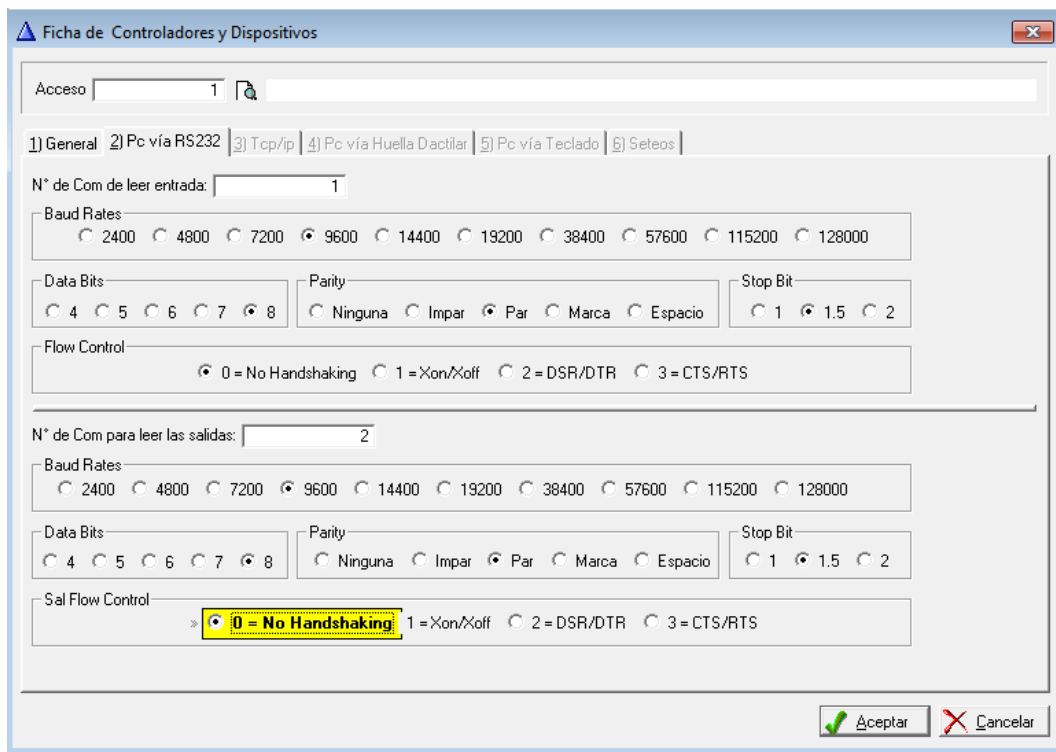 Ficha de Controladores y Dispositivos
Acceso 1
1) General 2) Pc vía RS232 3) Tcp/ip 4) Pc vía Huella Dactilar 5) Pc vía Teclado 6) Seteos
N° de Com de leer entrada: 1
Baud Rates
2400 4800 7200 9600 14400 19200 38400 57600 115200 128000
Data Bits Parity Stop Bit
4 5 6 7 8 Ninguna Impar Par Marca Espacio 1 1.5 2
Flow Control
0 = No Handshaking 1 = Xon/Xoff 2 = DSR/DTR 3 = CTS/RTS
N° de Com para leer las salidas: 2
Baud Rates
2400 4800 7200 9600 14400 19200 38400 57600 115200 128000
Data Bits Parity Stop Bit
4 5 6 7 8 Ninguna Impar Par Marca Espacio 1 1.5 2
Sal Flow Control
» 0 = No Handshaking 1 = Xon/Xoff 2 = DSR/DTR 3 = CTS/RTS
Aceptar Cancelar